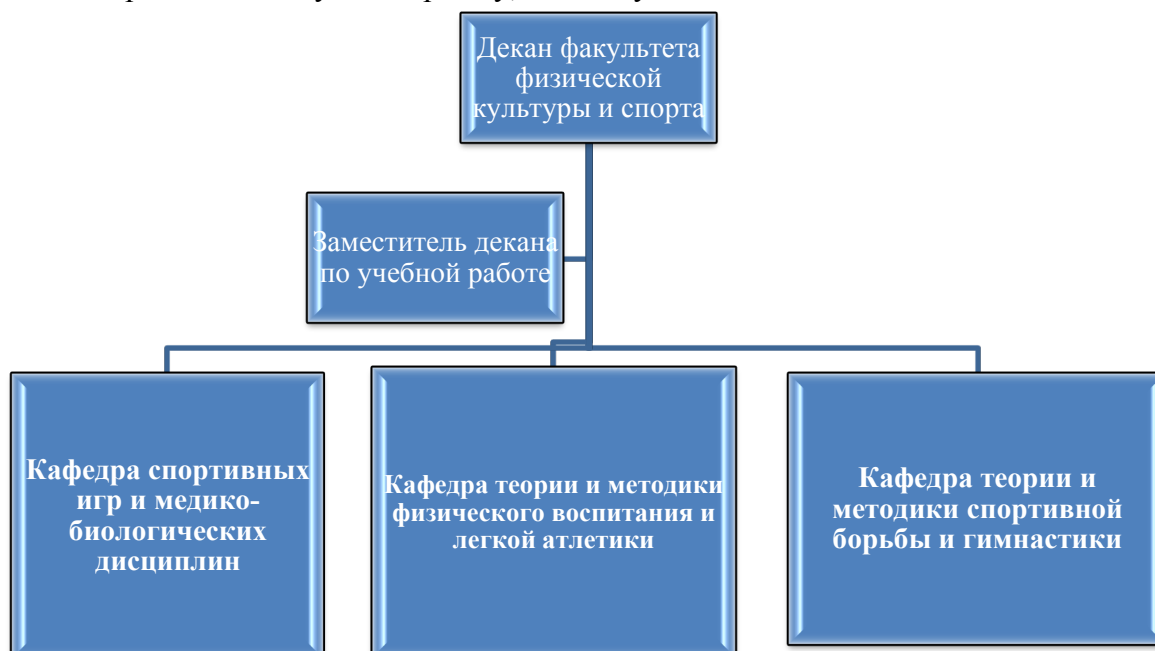 Декан факультета
физической
культуры и спорта
Заместитель декана
по учебной работе
Кафедра спортивных
игр и медико-
биологических
дисциплин
Кафедра теории и методики
физического воспитания и
легкой атлетики
Кафедра теории и
методики спортивной
борьбы и гимнастики